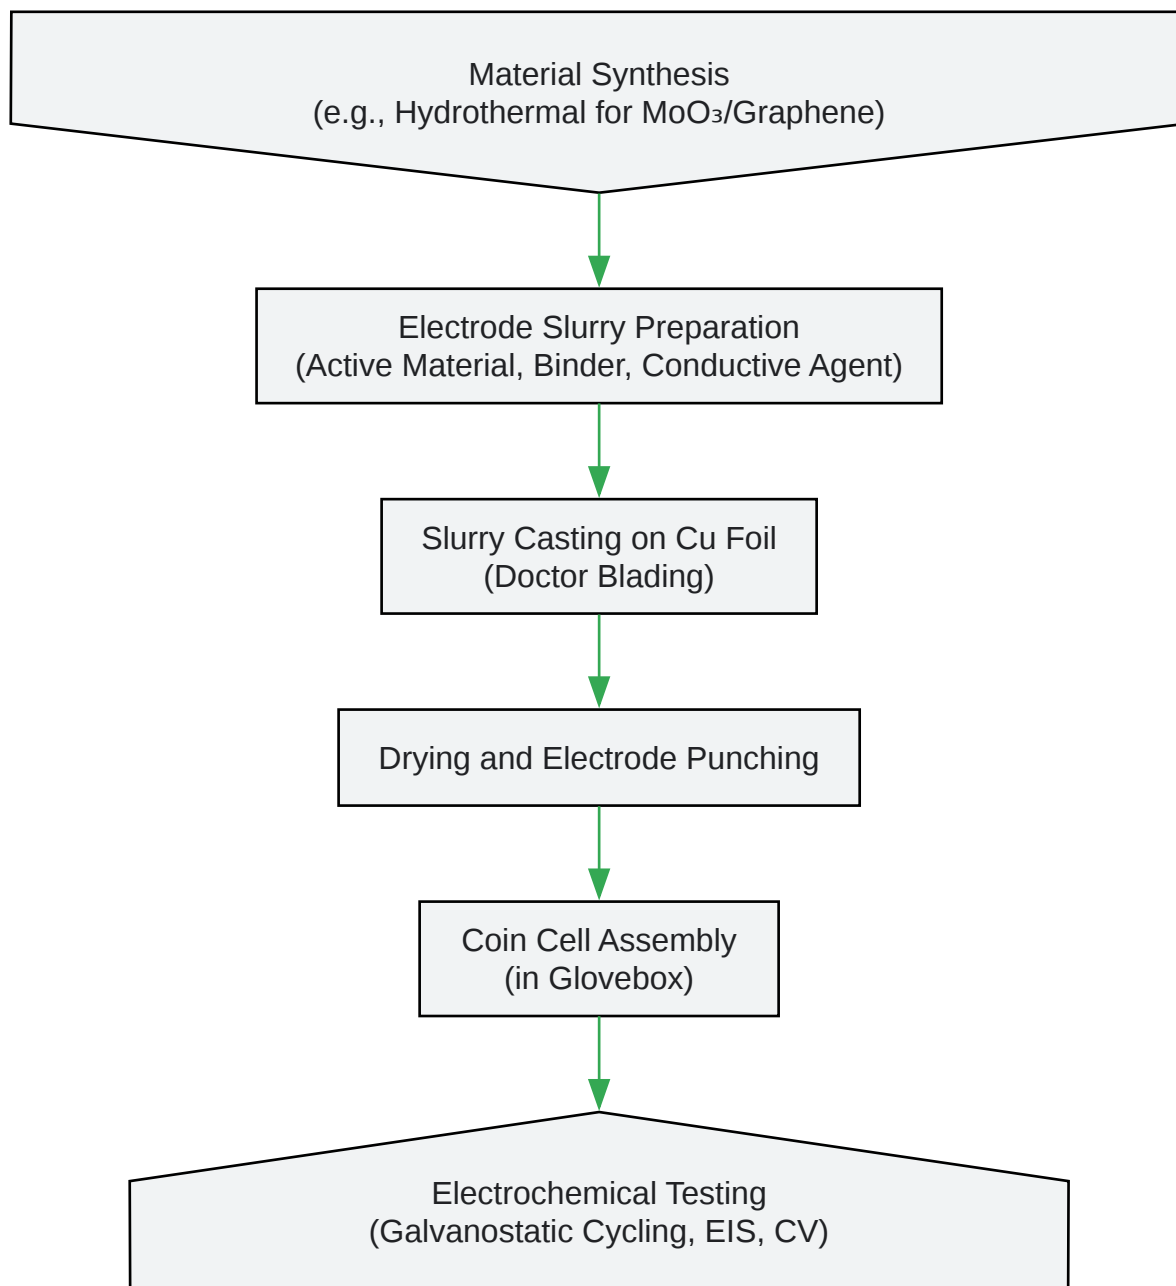 Material Synthesis
(e.g., Hydrothermal for MoO₃/Graphene)
Electrode Slurry Preparation
(Active Material, Binder, Conductive Agent)
Slurry Casting on Cu Foil
(Doctor Blading)
Drying and Electrode Punching
Coin Cell Assembly
(in Glovebox)
Electrochemical Testing
(Galvanostatic Cycling, EIS, CV)